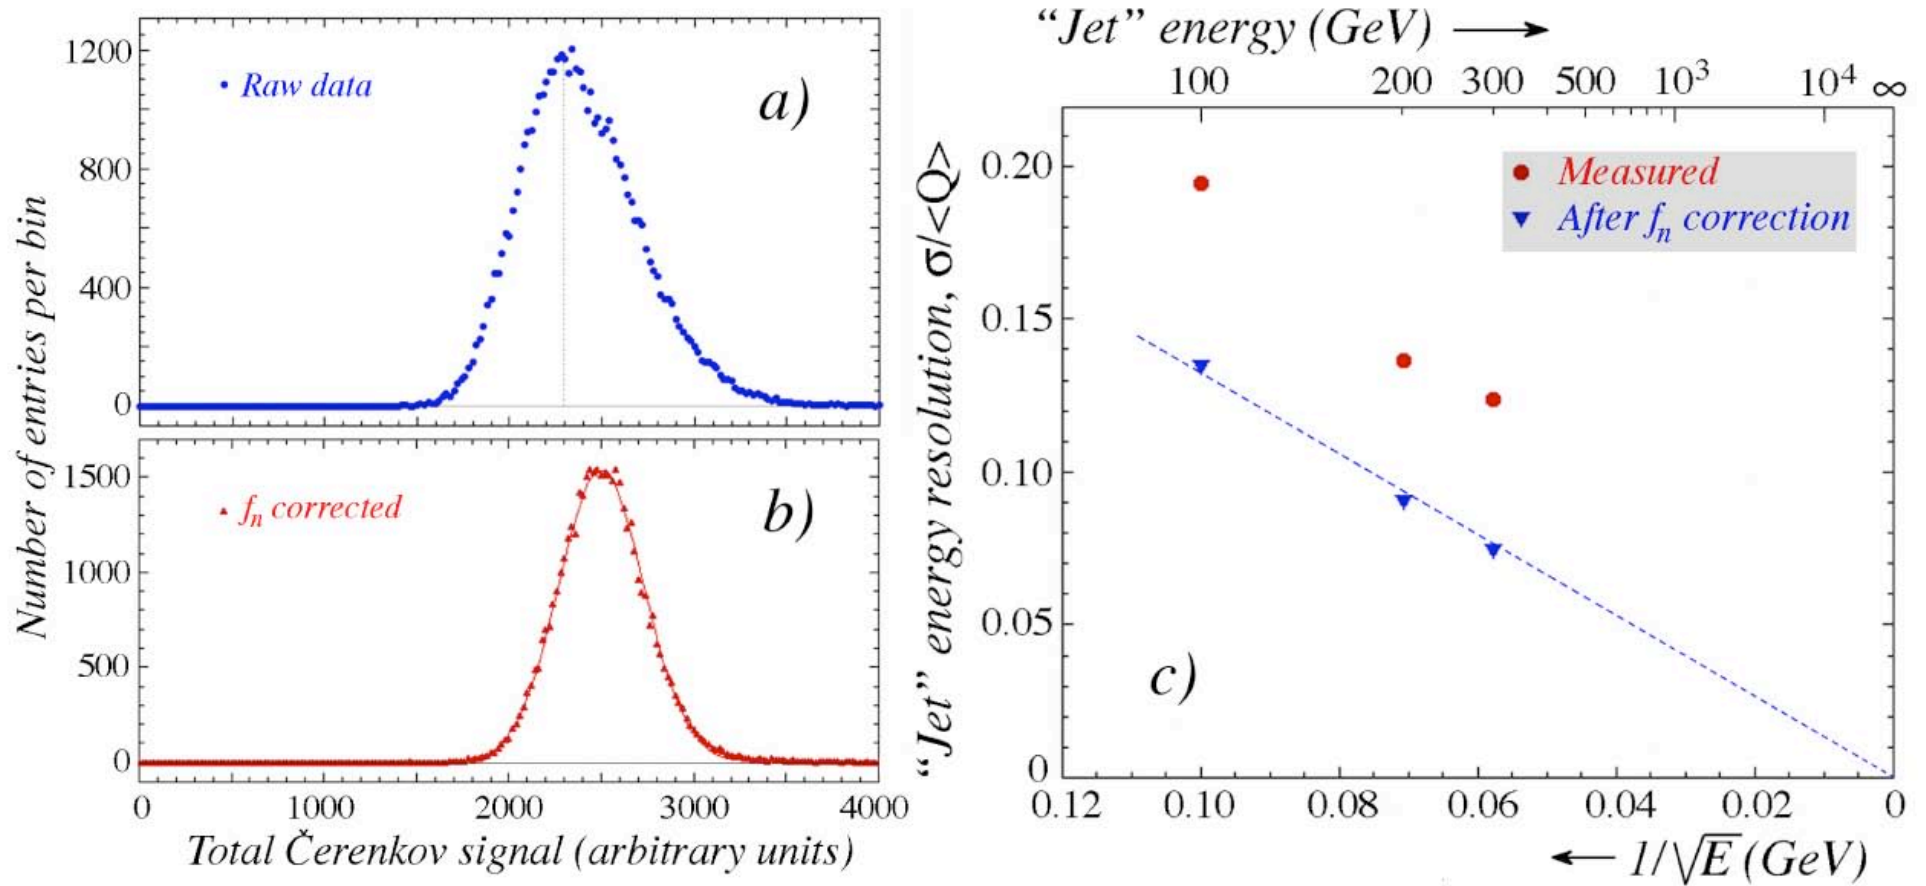 1200
800
400
0
Raw data
a)
Number of entries per bin
1500
1000
500
0
fn corrected
b)
0 1000 2000 3000 4000
Total Čerenkov signal (arbitrary units)
“Jet” energy (GeV) ⟶
100 200 300 500 10³ 10⁴ ∞
“Jet” energy resolution, σ/<Q>
0.20
0.15
0.10
0.05
0
Measured
After fn correction
c)
0.12 0.10 0.08 0.06 0.04 0.02 0
⟵ 1/√E (GeV)